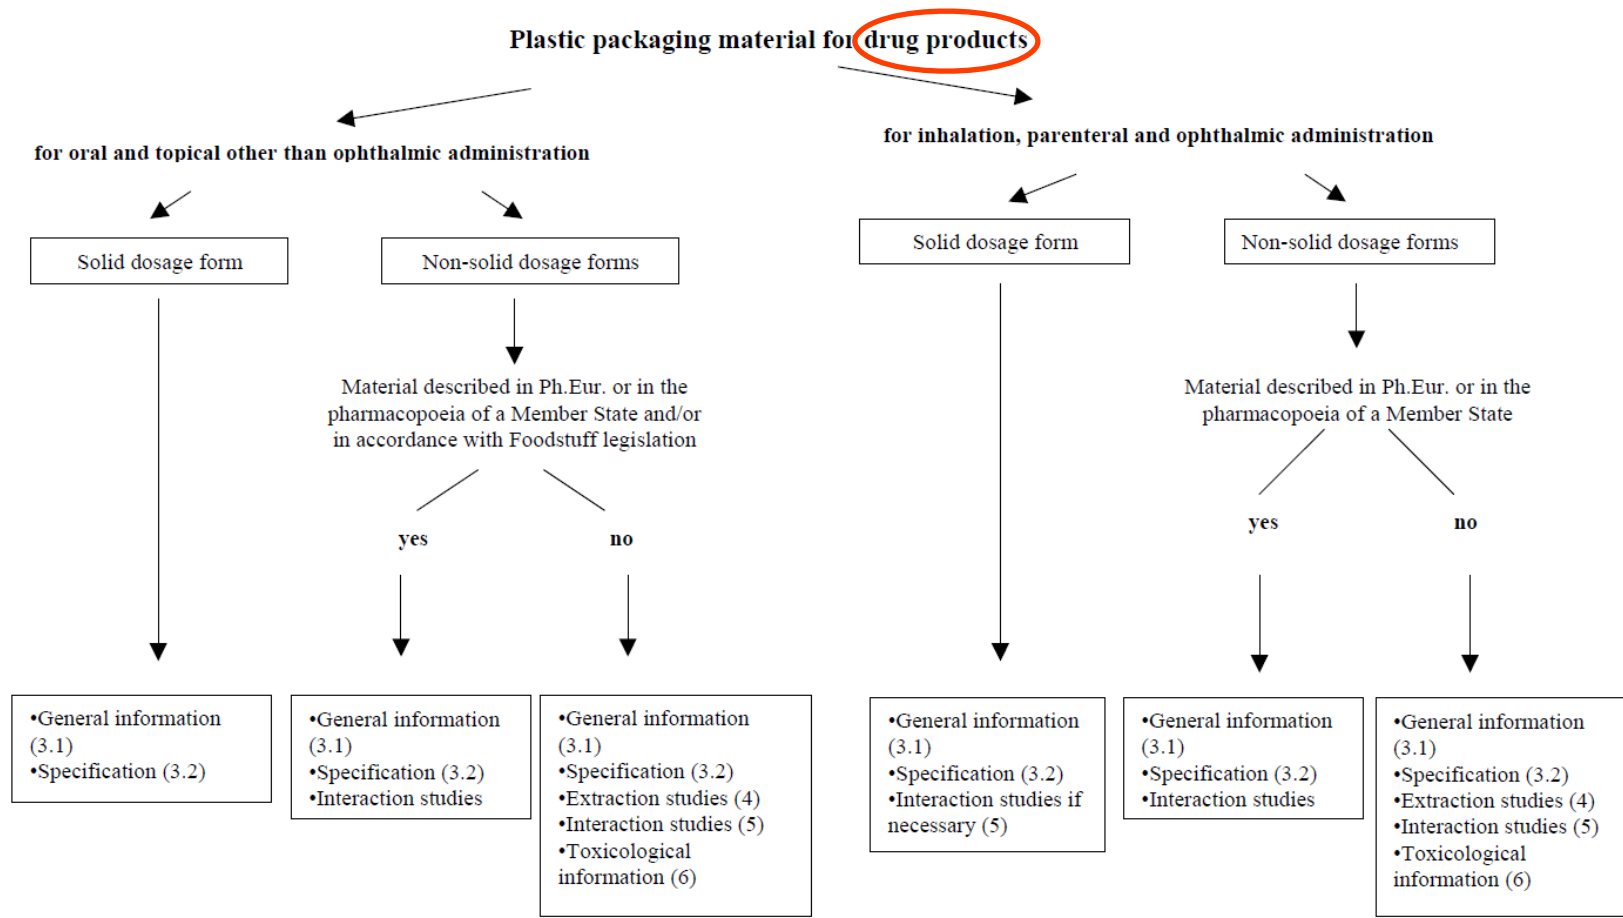 Plastic packaging material for drug products
for oral and topical other than ophthalmic administration
for inhalation, parenteral and ophthalmic administration
Solid dosage form
Non-solid dosage forms
Solid dosage form
Non-solid dosage forms
Material described in Ph.Eur. or in the
pharmacopoeia of a Member State and/or
in accordance with Foodstuff legislation
Material described in Ph.Eur. or in the
pharmacopoeia of a Member State
yes
no
yes
no
•General information
(3.1)
•Specification (3.2)
•General information
(3.1)
•Specification (3.2)
•Interaction studies
•General information
(3.1)
•Specification (3.2)
•Extraction studies (4)
•Interaction studies (5)
•Toxicological
information (6)
•General information
(3.1)
•Specification (3.2)
•Interaction studies if
necessary (5)
•General information
(3.1)
•Specification (3.2)
•Interaction studies
•General information
(3.1)
•Specification (3.2)
•Extraction studies (4)
•Interaction studies (5)
•Toxicological
information (6)